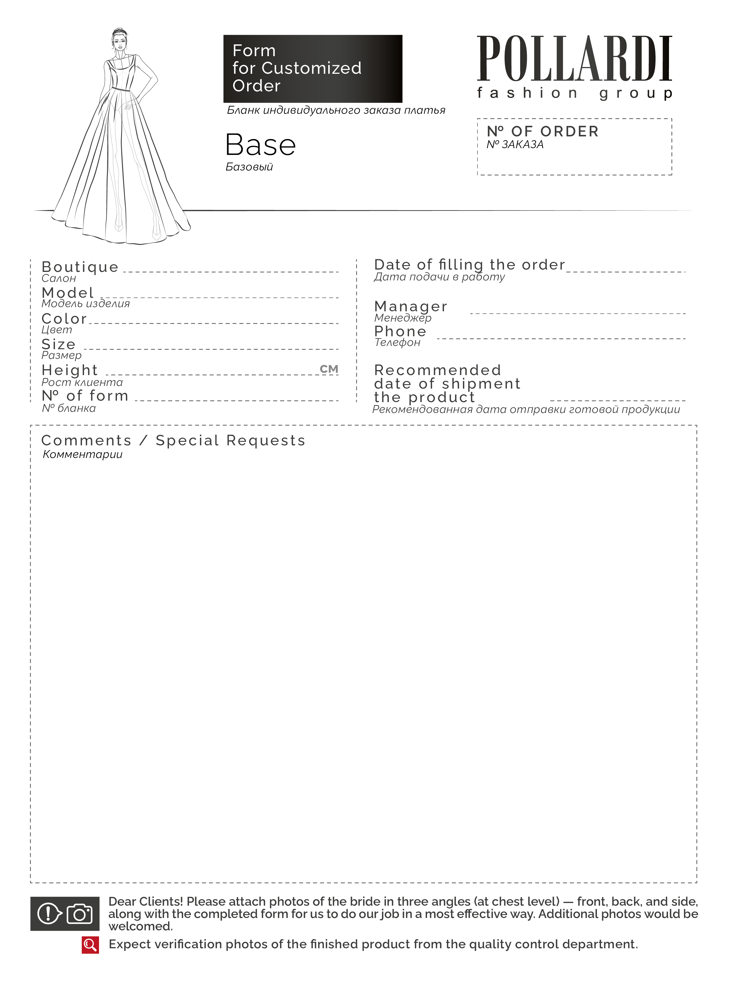 Form
for Customized
Order
Бланк индивидуального заказа платья
Base
Базовый
POLLARDI
fashion group
Nº OF ORDER
Nº ЗАКАЗА
Boutique
Салон
Model
Модель изделия
Color
Цвет
Size
Размер
Height
СМ
Рост клиента
Nº of form
Nº бланка
Date of filling the order
Дата подачи в работу
Manager
Менеджер
Phone
Телефон
Recommended
date of shipment
the product
Рекомендованная дата отправки готовой продукции
Comments / Special Requests
Комментарии
Dear Clients! Please attach photos of the bride in three angles (at chest level) — front, back, and side,
along with the completed form for us to do our job in a most effective way. Additional photos would be
welcomed.
Expect verification photos of the finished product from the quality control department.